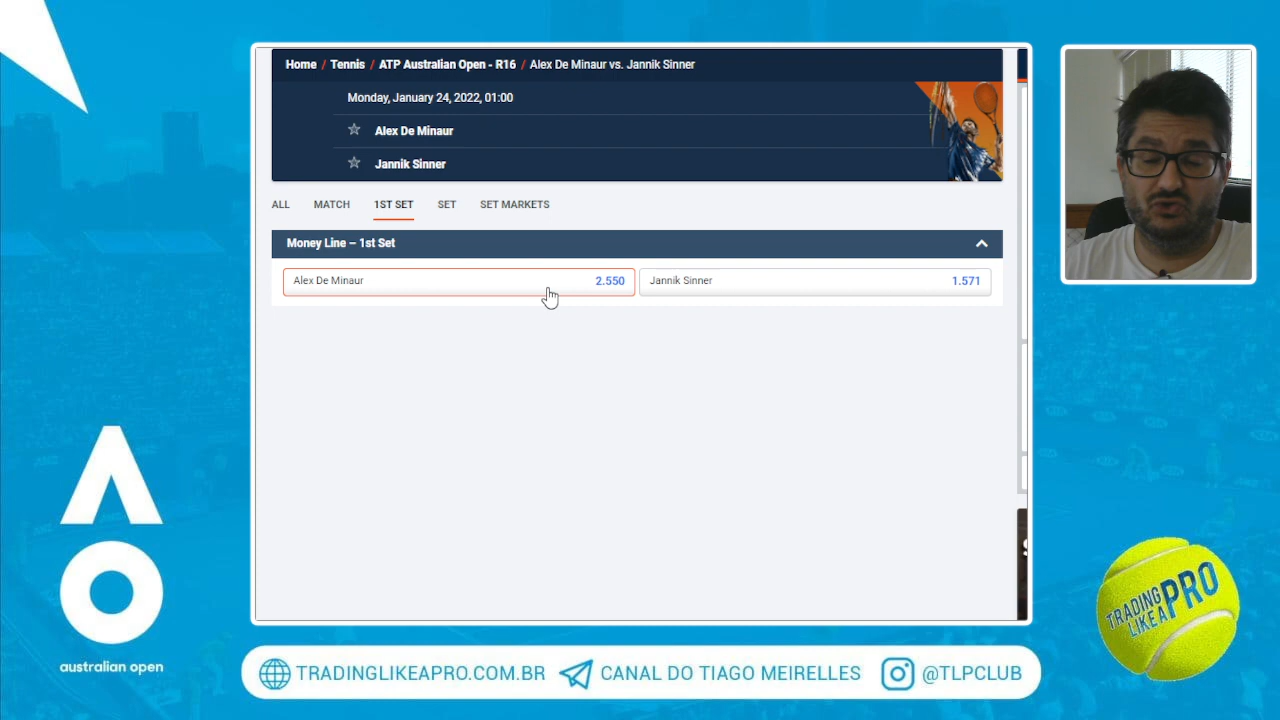 Home / Tennis / ATP Australian Open - R16 / Alex De Minaur vs. Jannik Sinner
Monday, January 24, 2022, 01:00
Alex De Minaur
Jannik Sinner
ALL MATCH 1ST SET SET SET MARKETS
Money Line – 1st Set
Alex De Minaur 2.550 Jannik Sinner 1.571
australian open
TRADING LIKE A PRO
TRADINGLIKEAPRO.COM.BR CANAL DO TIAGO MEIRELLES @TLPCLUB